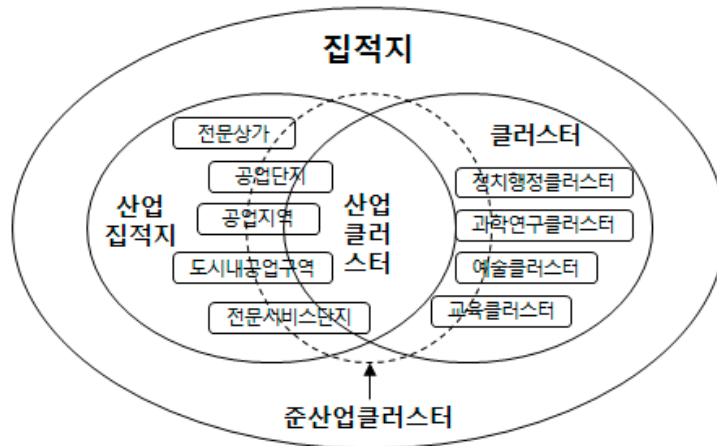 집적지
클러스터
전문상가
공업단지
정치행정클러스터
산업
집적지
공업지역
산업
클러
스터
과학연구클러스터
도시내공업구역
예술클러스터
전문서비스단지
교육클러스터
준산업클러스터